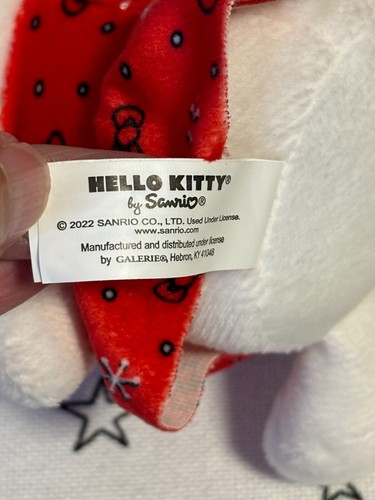 HELLO KITTY®
by Sanrio®
© 2022 SANRIO CO., LTD. Used Under License.
www.sanrio.com
Manufactured and distributed under license
by GALERIE®, Hebron, KY 41048